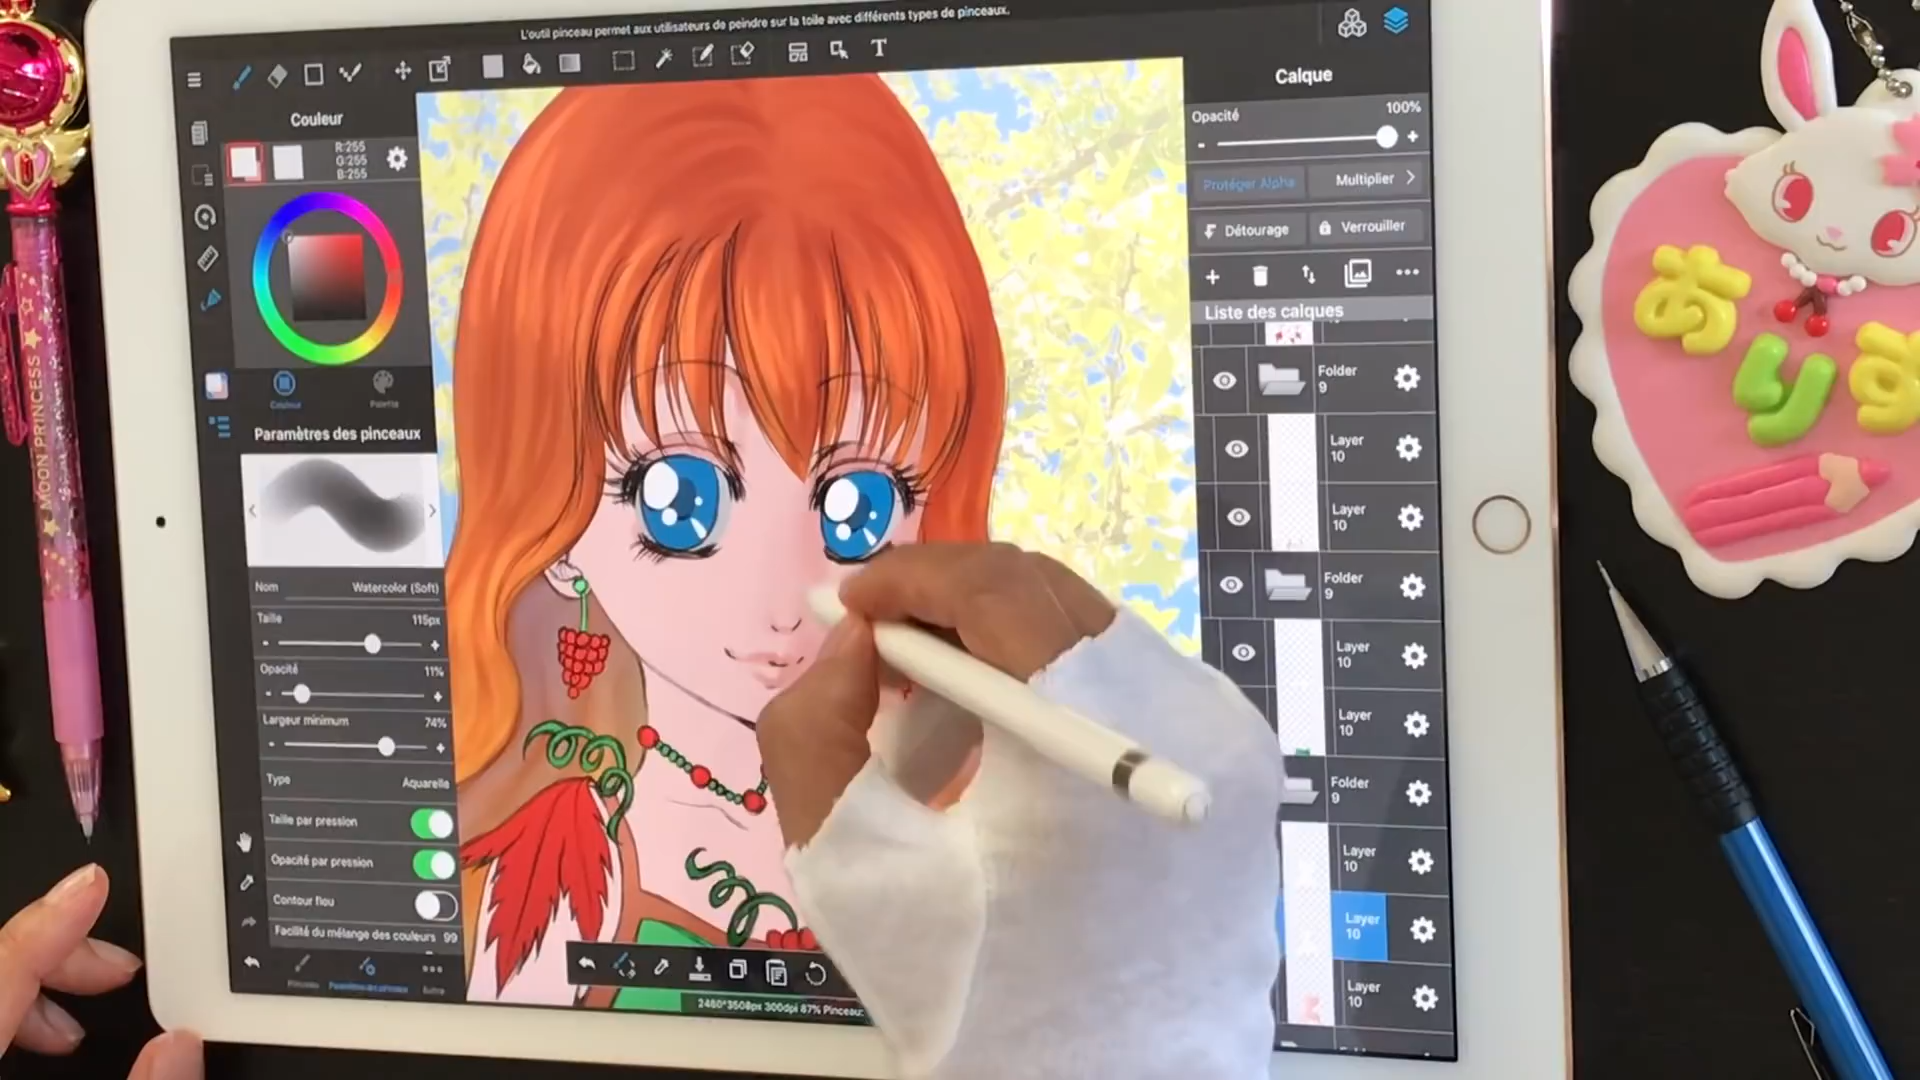 L'outil pinceau permet aux utilisateurs de peindre sur la toile avec différents types de pinceaux.
T
Couleur
R:255
G:255
B:255
Couleur
Palette
Paramètres des pinceaux
Nom Watercolor (Soft)
Taille 115px
Opacité 11%
Largeur minimum 74%
Type Aquarelle
Taille par pression
Opacité par pression
Contour flou
Facilité du mélange des couleurs 99
2480*3508px 300dpi 87% Pinceau:
Calque
Opacité 100%
Protéger Alpha
Multiplier
Détourage
Verrouiller
Liste des calques
Folder
9
Layer
10
Layer
10
Folder
9
Layer
10
Layer
10
Folder
9
Layer
10
Layer
10
Layer
10
MOON PRINCESS
あ
り